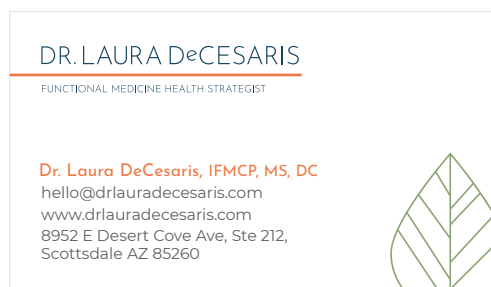 DR. LAURA DeCESARIS
FUNCTIONAL MEDICINE HEALTH STRATEGIST
Dr. Laura DeCesaris, IFMCP, MS, DC
hello@drlauradecesaris.com
www.drlauradecesaris.com
8952 E Desert Cove Ave, Ste 212,
Scottsdale AZ 85260